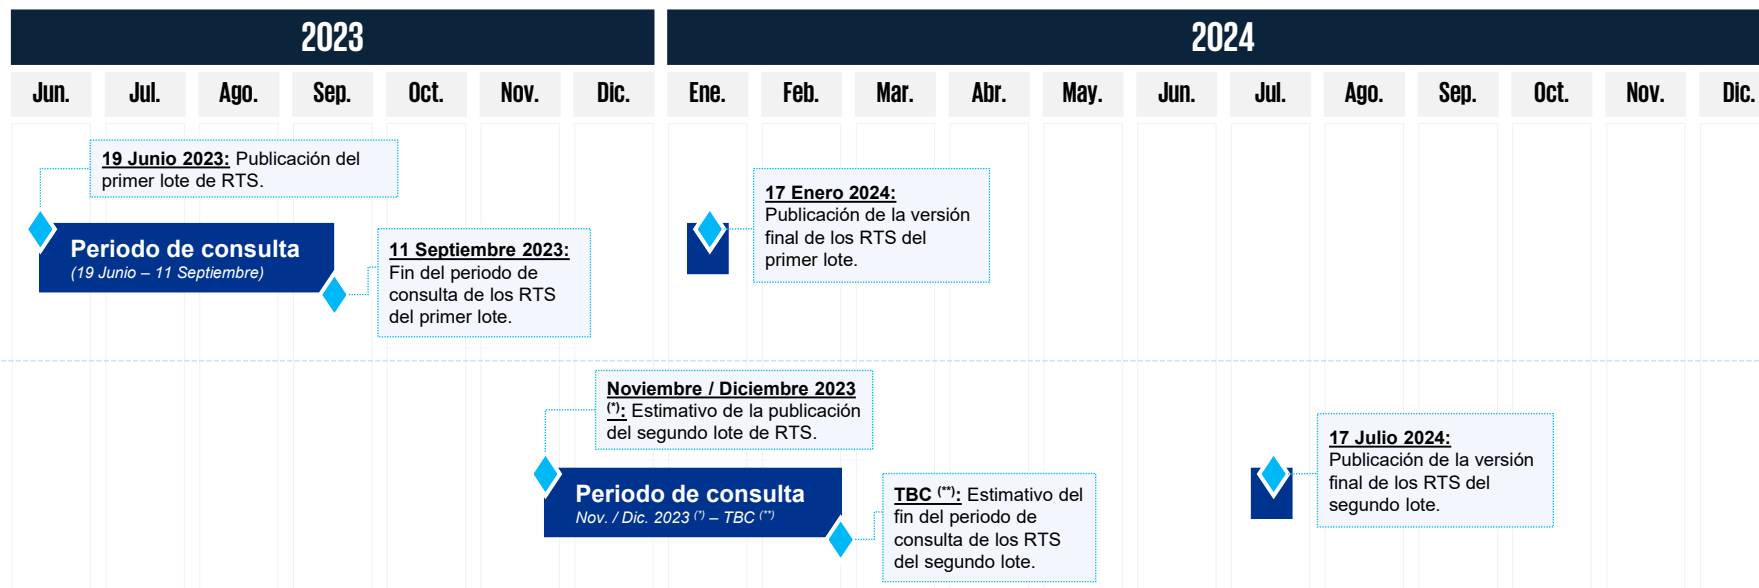 2023
2024
Jun.
Jul.
Ago.
Sep.
Oct.
Nov.
Dic.
Ene.
Feb.
Mar.
Abr.
May.
Jun.
Jul.
Ago.
Sep.
Oct.
Nov.
Dic.
19 Junio 2023: Publicación del
primer lote de RTS.
Periodo de consulta
(19 Junio – 11 Septiembre)
11 Septiembre 2023:
Fin del periodo de
consulta de los RTS
del primer lote.
17 Enero 2024:
Publicación de la versión
final de los RTS del
primer lote.
Noviembre / Diciembre 2023
(*): Estimativo de la publicación
del segundo lote de RTS.
Periodo de consulta
Nov. / Dic. 2023 (*) – TBC (**)
TBC (**): Estimativo del
fin del periodo de
consulta de los RTS
del segundo lote.
17 Julio 2024:
Publicación de la versión
final de los RTS del
segundo lote.